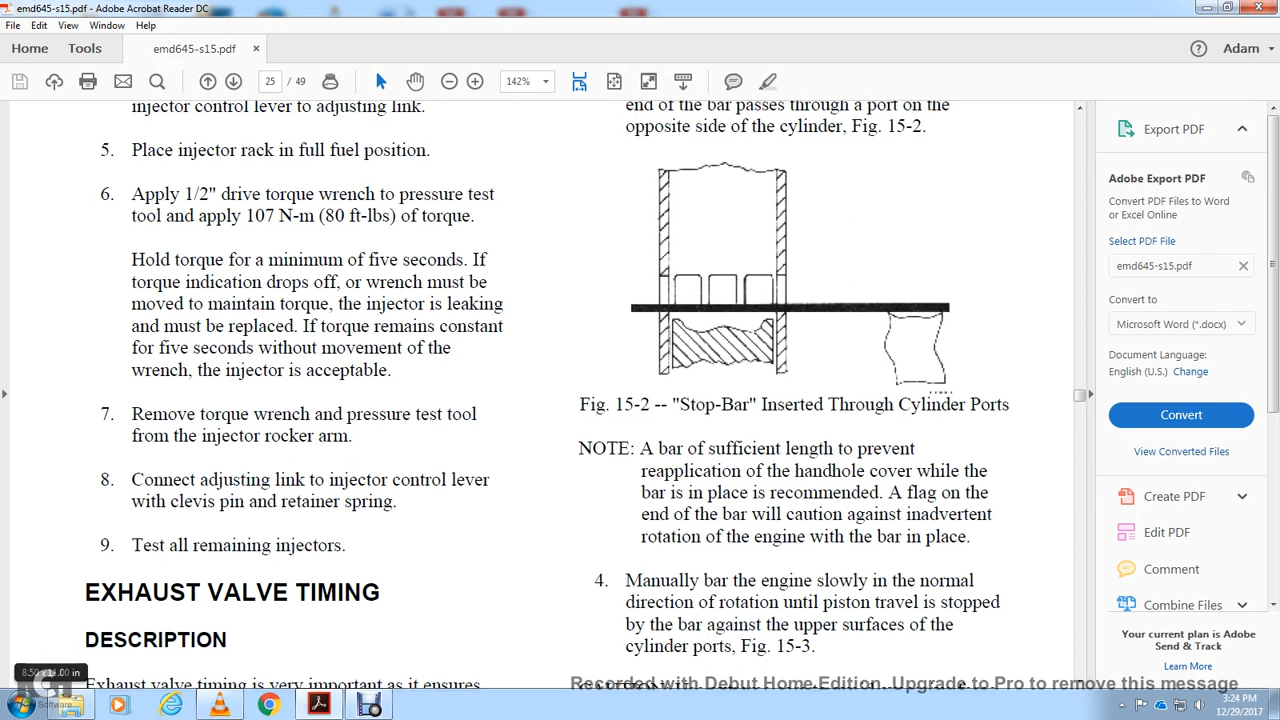 emd645-s15.pdf - Adobe Acrobat Reader DC
File Edit View Window Help
Home Tools emd645-s15.pdf × Adam
25 / 49 142%
injector control lever to adjusting link.
5. Place injector rack in full fuel position.
6. Apply 1/2" drive torque wrench to pressure test
tool and apply 107 N-m (80 ft-lbs) of torque.
Hold torque for a minimum of five seconds. If
torque indication drops off, or wrench must be
moved to maintain torque, the injector is leaking
and must be replaced. If torque remains constant
for five seconds without movement of the
wrench, the injector is acceptable.
7. Remove torque wrench and pressure test tool
from the injector rocker arm.
8. Connect adjusting link to injector control lever
with clevis pin and retainer spring.
9. Test all remaining injectors.
EXHAUST VALVE TIMING
DESCRIPTION
Exhaust valve timing is very important as it ensures
8.50 x 11.00 in
end of the bar passes through a port on the
opposite side of the cylinder, Fig. 15-2.
Fig. 15-2 -- "Stop-Bar" Inserted Through Cylinder Ports
NOTE: A bar of sufficient length to prevent
reapplication of the handhole cover while the
bar is in place is recommended. A flag on the
end of the bar will caution against inadvertent
rotation of the engine with the bar in place.
4. Manually bar the engine slowly in the normal
direction of rotation until piston travel is stopped
by the bar against the upper surfaces of the
cylinder ports, Fig. 15-3.
Export PDF
Adobe Export PDF
Convert PDF Files to Word
or Excel Online
Select PDF File
emd645-s15.pdf
Convert to
Microsoft Word (*.docx)
Document Language:
English (U.S.) Change
Convert
View Converted Files
Create PDF
Edit PDF
Comment
Combine Files
Your current plan is Adobe
Send & Track
Learn More
Recorded with Debut Home Edition. Upgrade to Pro to remove this message
Software
3:24 PM
12/29/2017